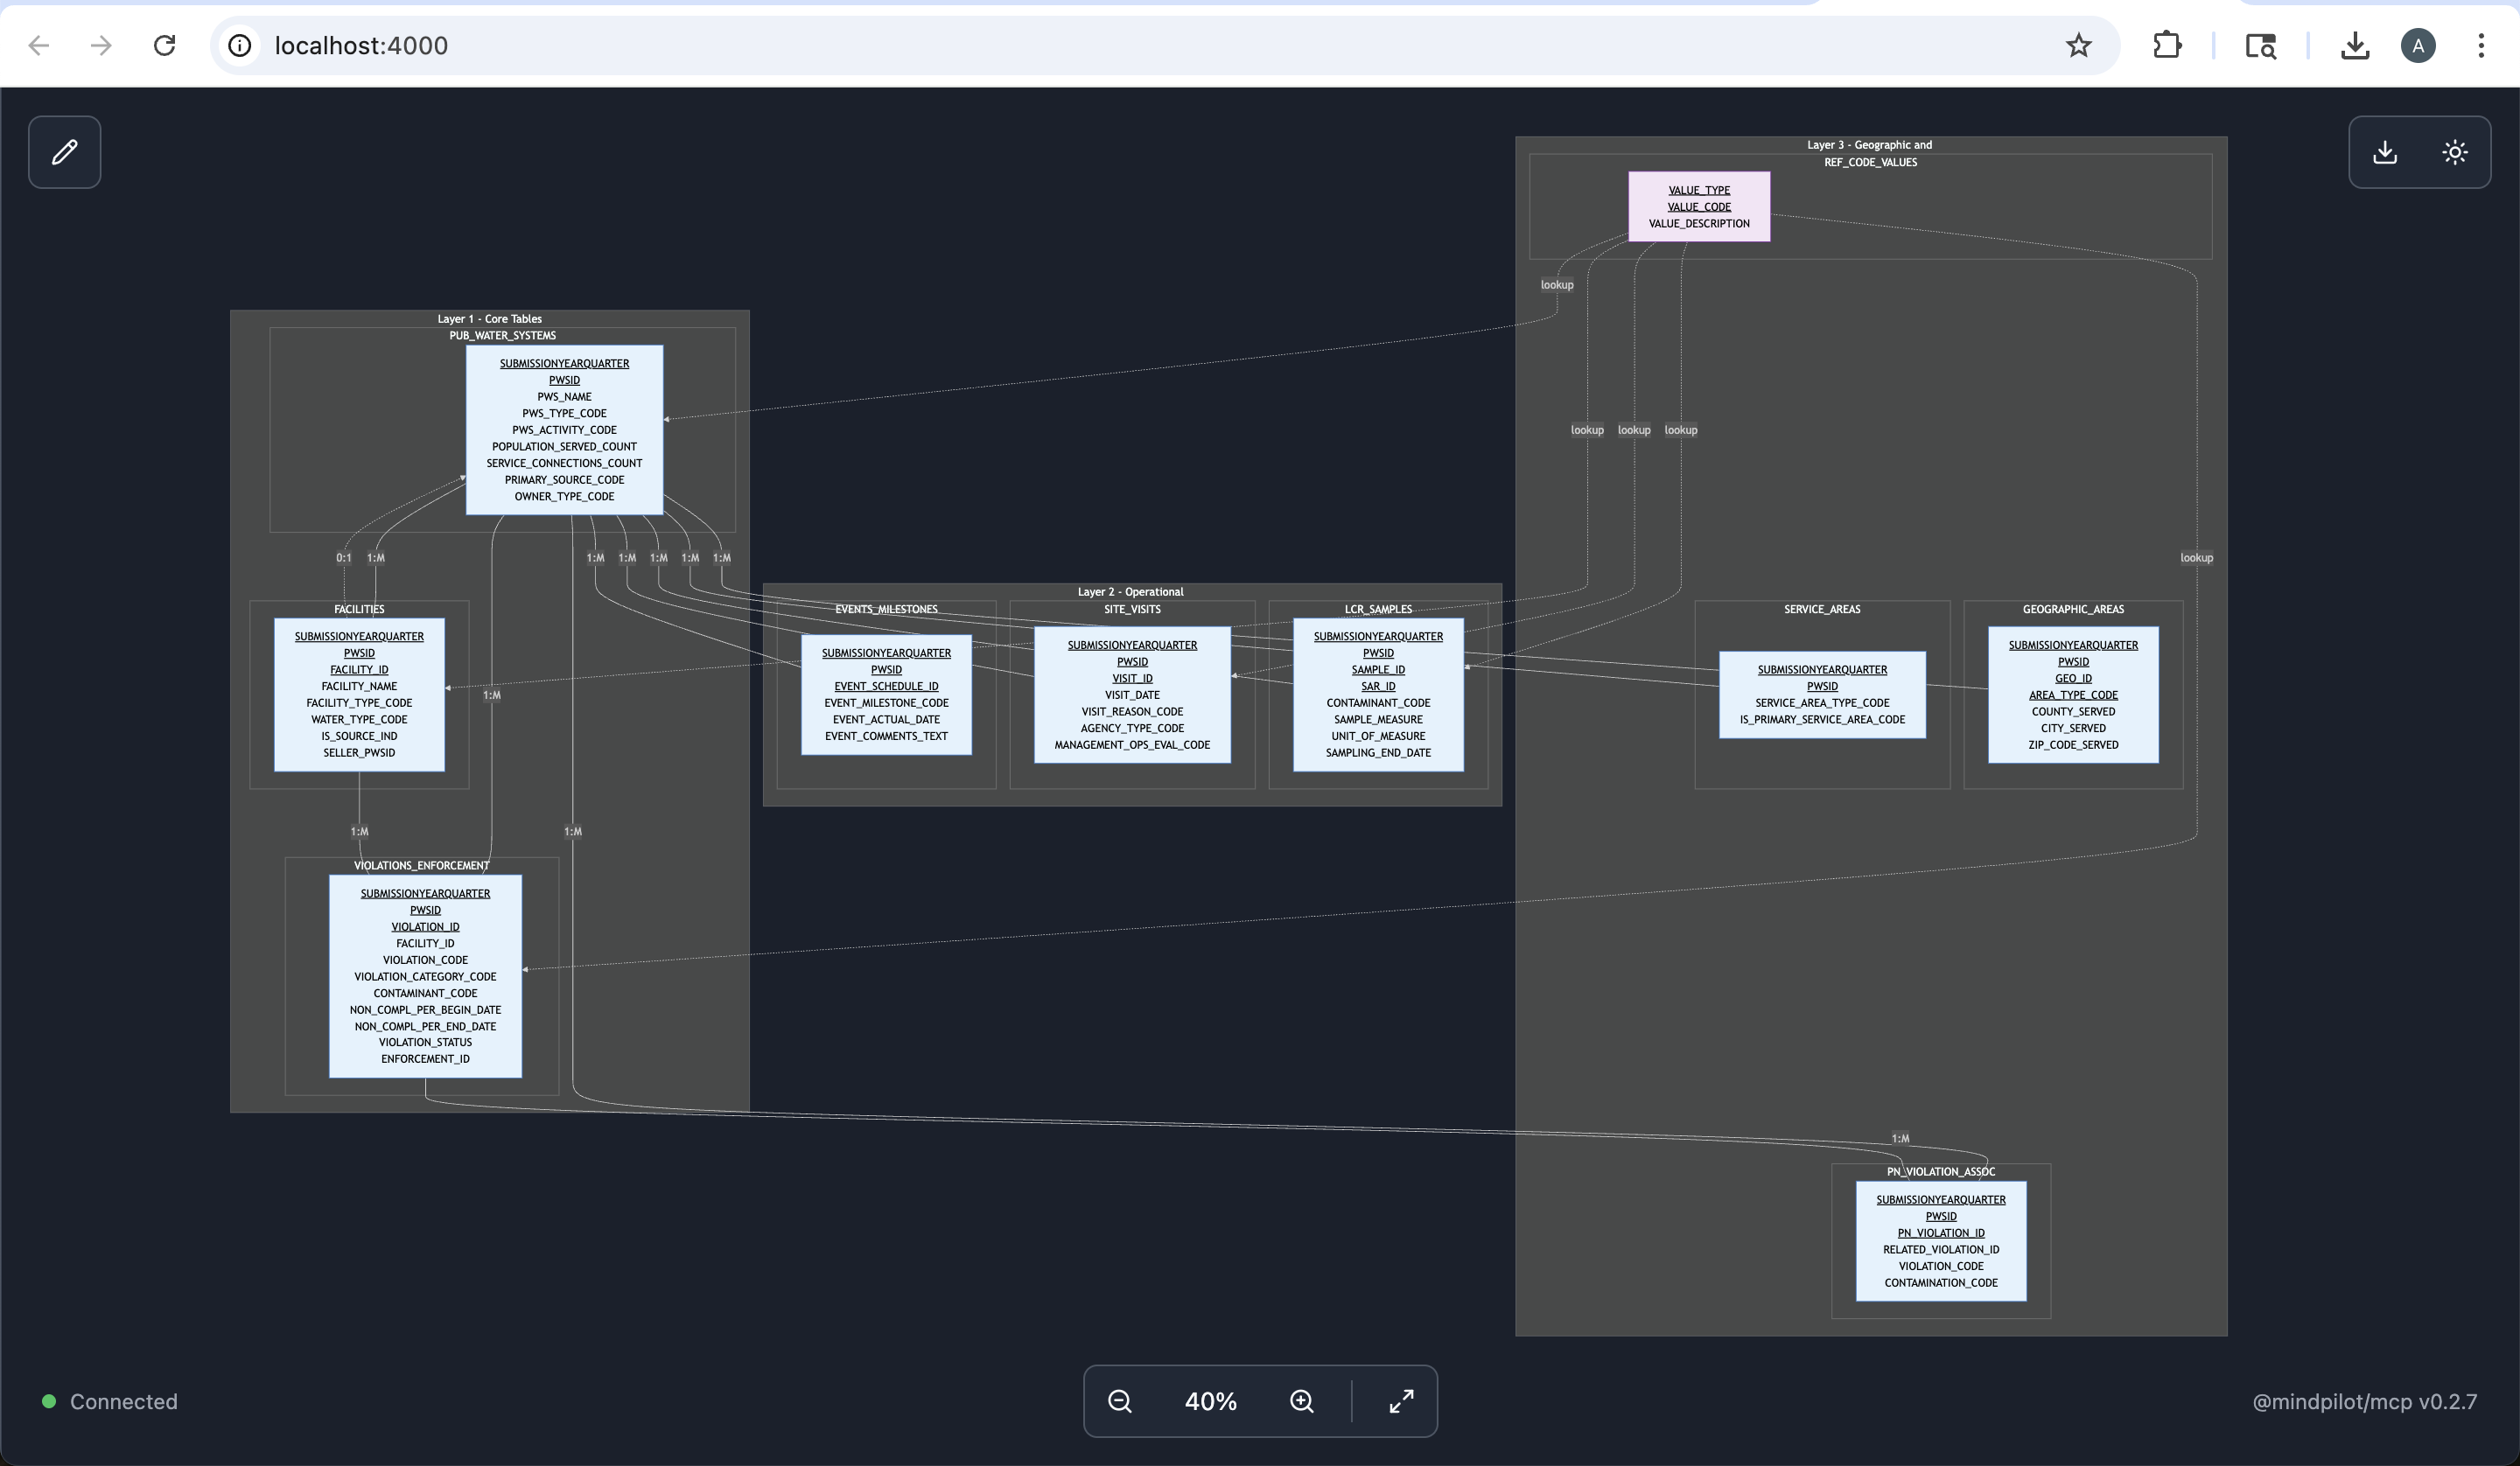 localhost:4000
A
Layer 3 - Geographic and
REF_CODE_VALUES
VALUE_TYPE
VALUE_CODE
VALUE_DESCRIPTION
lookup
Layer 1 - Core Tables
PUB_WATER_SYSTEMS
SUBMISSIONYEARQUARTER
PWSID
PWS_NAME
PWS_TYPE_CODE
PWS_ACTIVITY_CODE
POPULATION_SERVED_COUNT
SERVICE_CONNECTIONS_COUNT
PRIMARY_SOURCE_CODE
OWNER_TYPE_CODE
lookup lookup lookup
0:1 1:M 1:M 1:M 1:M 1:M 1:M
lookup
FACILITIES
SUBMISSIONYEARQUARTER
PWSID
FACILITY_ID
FACILITY_NAME
FACILITY_TYPE_CODE
WATER_TYPE_CODE
IS_SOURCE_IND
SELLER_PWSID
1:M
Layer 2 - Operational
EVENTS_MILESTONES
SUBMISSIONYEARQUARTER
PWSID
EVENT_SCHEDULE_ID
EVENT_MILESTONE_CODE
EVENT_ACTUAL_DATE
EVENT_COMMENTS_TEXT
SITE_VISITS
SUBMISSIONYEARQUARTER
PWSID
VISIT_ID
VISIT_DATE
VISIT_REASON_CODE
AGENCY_TYPE_CODE
MANAGEMENT_OPS_EVAL_CODE
LCR_SAMPLES
SUBMISSIONYEARQUARTER
PWSID
SAMPLE_ID
SAR_ID
CONTAMINANT_CODE
SAMPLE_MEASURE
UNIT_OF_MEASURE
SAMPLING_END_DATE
SERVICE_AREAS
SUBMISSIONYEARQUARTER
PWSID
SERVICE_AREA_TYPE_CODE
IS_PRIMARY_SERVICE_AREA_CODE
GEOGRAPHIC_AREAS
SUBMISSIONYEARQUARTER
PWSID
GEO_ID
AREA_TYPE_CODE
COUNTY_SERVED
CITY_SERVED
ZIP_CODE_SERVED
1:M 1:M
VIOLATIONS_ENFORCEMENT
SUBMISSIONYEARQUARTER
PWSID
VIOLATION_ID
FACILITY_ID
VIOLATION_CODE
VIOLATION_CATEGORY_CODE
CONTAMINANT_CODE
NON_COMPL_PER_BEGIN_DATE
NON_COMPL_PER_END_DATE
VIOLATION_STATUS
ENFORCEMENT_ID
1:M
PN_VIOLATION_ASSOC
SUBMISSIONYEARQUARTER
PWSID
PN_VIOLATION_ID
RELATED_VIOLATION_ID
VIOLATION_CODE
CONTAMINATION_CODE
Connected
40%
@mindpilot/mcp v0.2.7